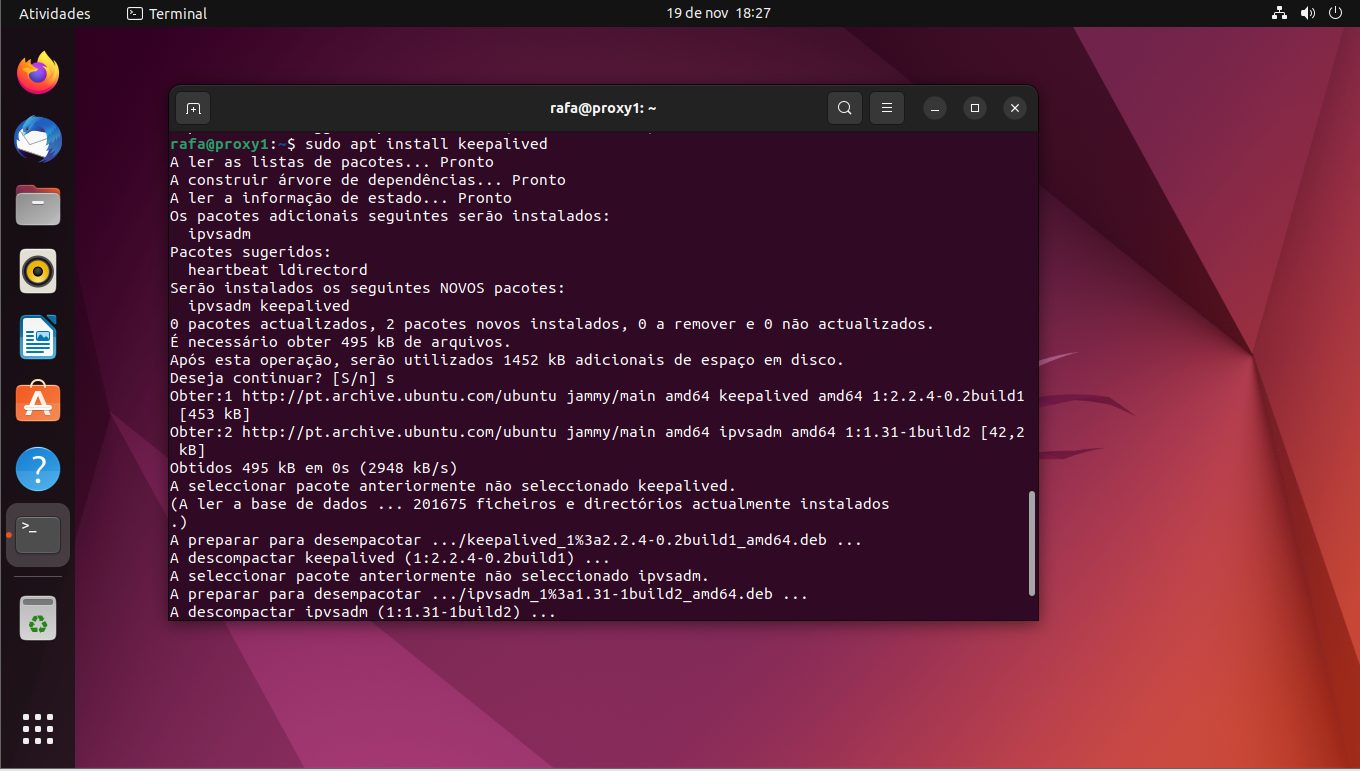 Atividades
Terminal
19 de nov 18:27
rafa@proxy1: ~
rafa@proxy1:~$ sudo apt install keepalived
A ler as listas de pacotes... Pronto
A construir árvore de dependências... Pronto
A ler a informação de estado... Pronto
Os pacotes adicionais seguintes serão instalados:
  ipvsadm
Pacotes sugeridos:
  heartbeat ldirectord
Serão instalados os seguintes NOVOS pacotes:
  ipvsadm keepalived
0 pacotes actualizados, 2 pacotes novos instalados, 0 a remover e 0 não actualizados.
É necessário obter 495 kB de arquivos.
Após esta operação, serão utilizados 1452 kB adicionais de espaço em disco.
Deseja continuar? [S/n] s
Obter:1 http://pt.archive.ubuntu.com/ubuntu jammy/main amd64 keepalived amd64 1:2.2.4-0.2build1
 [453 kB]
Obter:2 http://pt.archive.ubuntu.com/ubuntu jammy/main amd64 ipvsadm amd64 1:1.31-1build2 [42,2
 kB]
Obtidos 495 kB em 0s (2948 kB/s)
A seleccionar pacote anteriormente não seleccionado keepalived.
(A ler a base de dados ... 201675 ficheiros e directórios actualmente instalados
.)
A preparar para desempacotar .../keepalived_1%3a2.2.4-0.2build1_amd64.deb ...
A descompactar keepalived (1:2.2.4-0.2build1) ...
A seleccionar pacote anteriormente não seleccionado ipvsadm.
A preparar para desempacotar .../ipvsadm_1%3a1.31-1build2_amd64.deb ...
A descompactar ipvsadm (1:1.31-1build2) ...